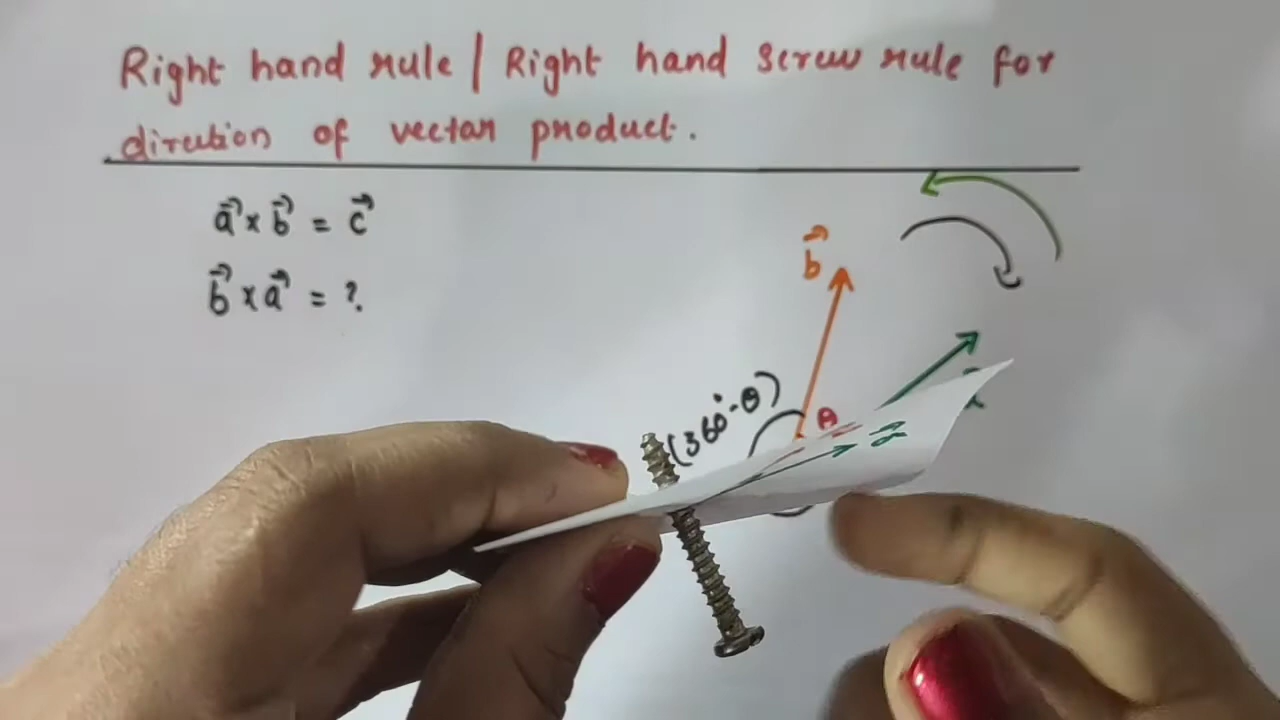 Right hand rule | Right hand screw rule for
direction of vector product.
a⃗ × b⃗ = c⃗
b⃗ × a⃗ = ?
b⃗
(360° - θ)
θ
a⃗